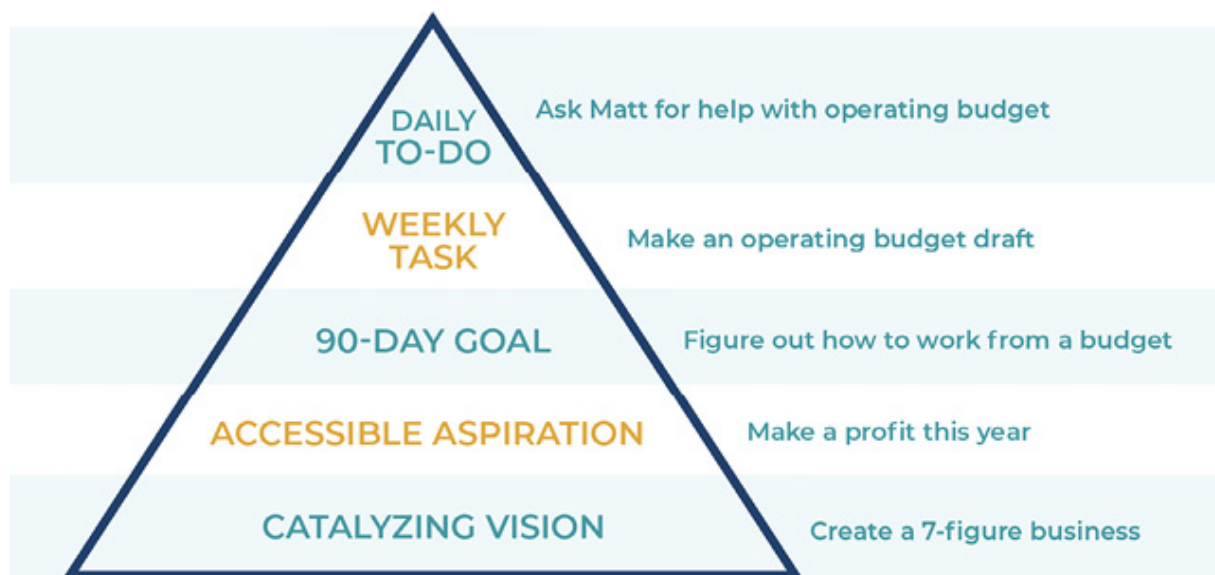 DAILY
TO-DO
Ask Matt for help with operating budget
WEEKLY
TASK
Make an operating budget draft
90-DAY GOAL
Figure out how to work from a budget
ACCESSIBLE ASPIRATION
Make a profit this year
CATALYZING VISION
Create a 7-figure business